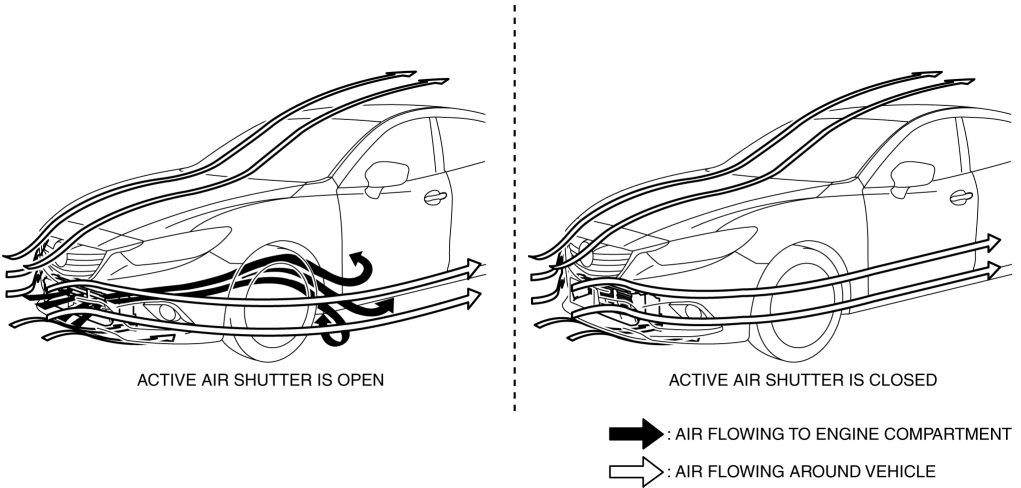 ACTIVE AIR SHUTTER IS OPEN
ACTIVE AIR SHUTTER IS CLOSED
: AIR FLOWING TO ENGINE COMPARTMENT
: AIR FLOWING AROUND VEHICLE